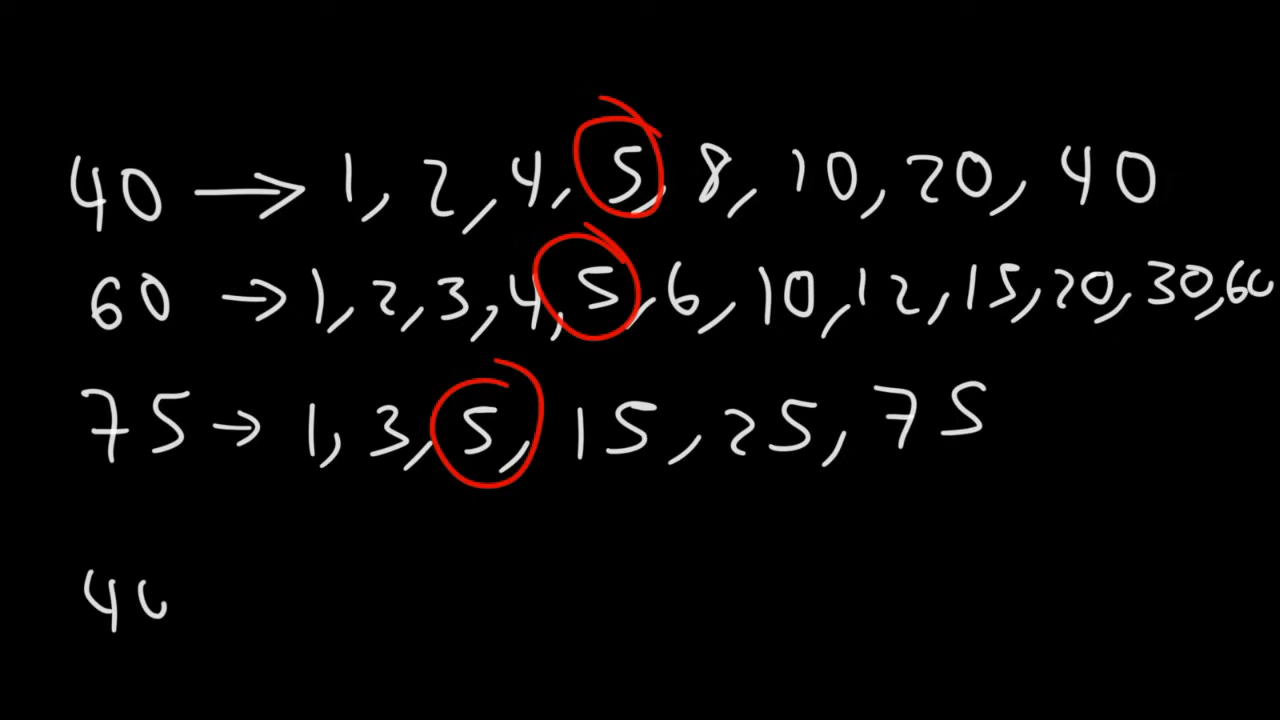 40 → 1, 2, 4, 5, 8, 10, 20, 40
60 → 1, 2, 3, 4, 5, 6, 10, 12, 15, 20, 30, 60
75 → 1, 3, 5, 15, 25, 75
40